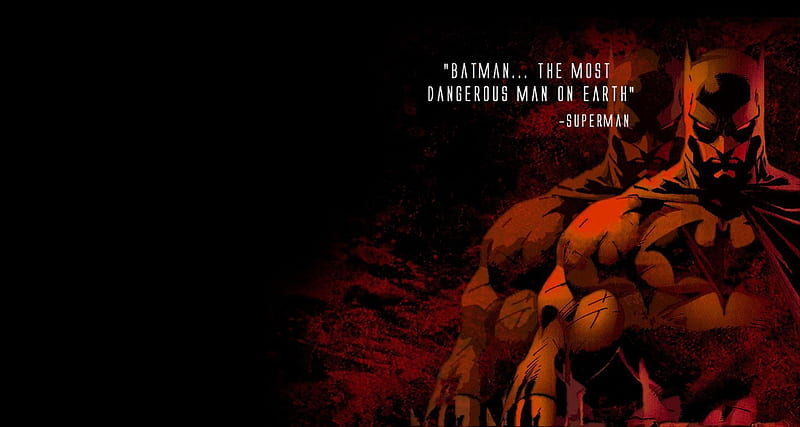 "BATMAN... THE MOST
DANGEROUS MAN ON EARTH"
-SUPERMAN